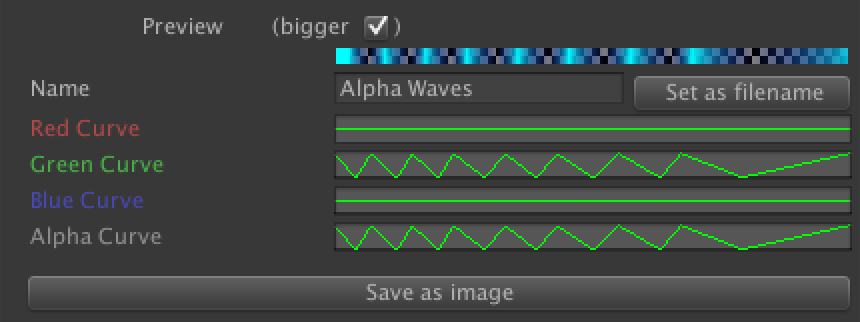 Preview (bigger ✓)
Name Alpha Waves Set as filename
Red Curve
Green Curve
Blue Curve
Alpha Curve
Save as image